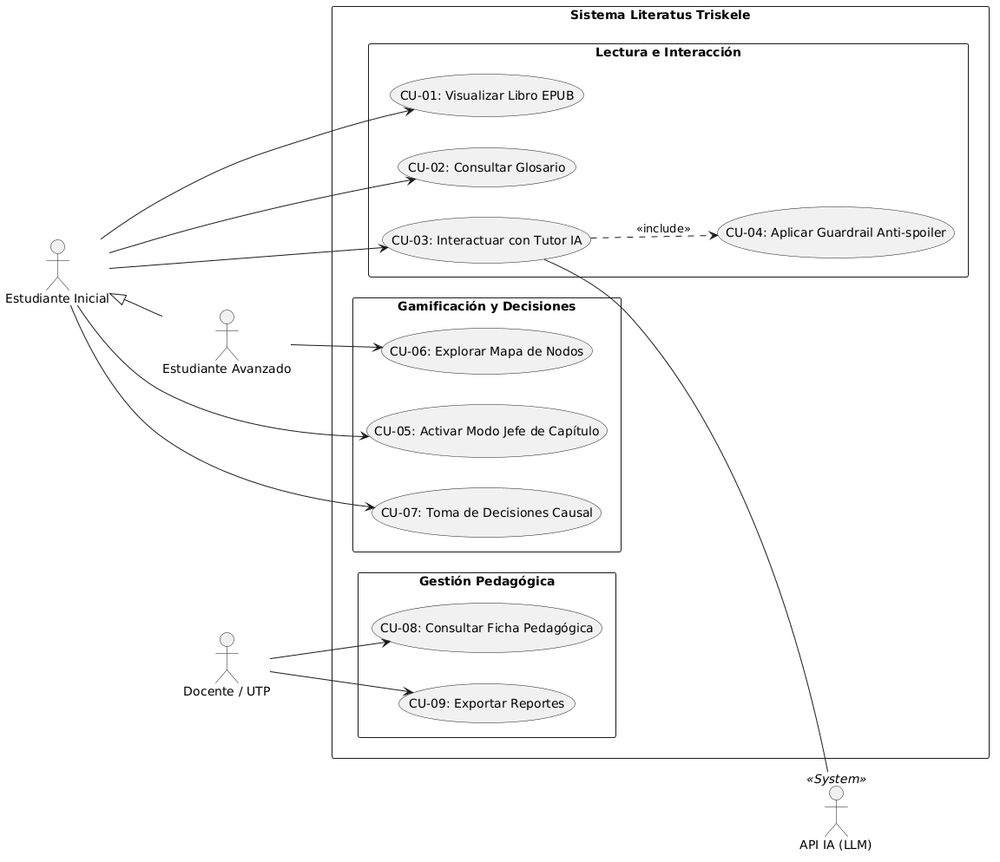 Sistema Literatus Triskele
Lectura e Interacción
CU-01: Visualizar Libro EPUB
CU-02: Consultar Glosario
CU-03: Interactuar con Tutor IA
«include»
CU-04: Aplicar Guardrail Anti-spoiler
Estudiante Inicial
Estudiante Avanzado
Gamificación y Decisiones
CU-06: Explorar Mapa de Nodos
CU-05: Activar Modo Jefe de Capítulo
CU-07: Toma de Decisiones Causal
Gestión Pedagógica
CU-08: Consultar Ficha Pedagógica
CU-09: Exportar Reportes
Docente / UTP
«System»
API IA (LLM)